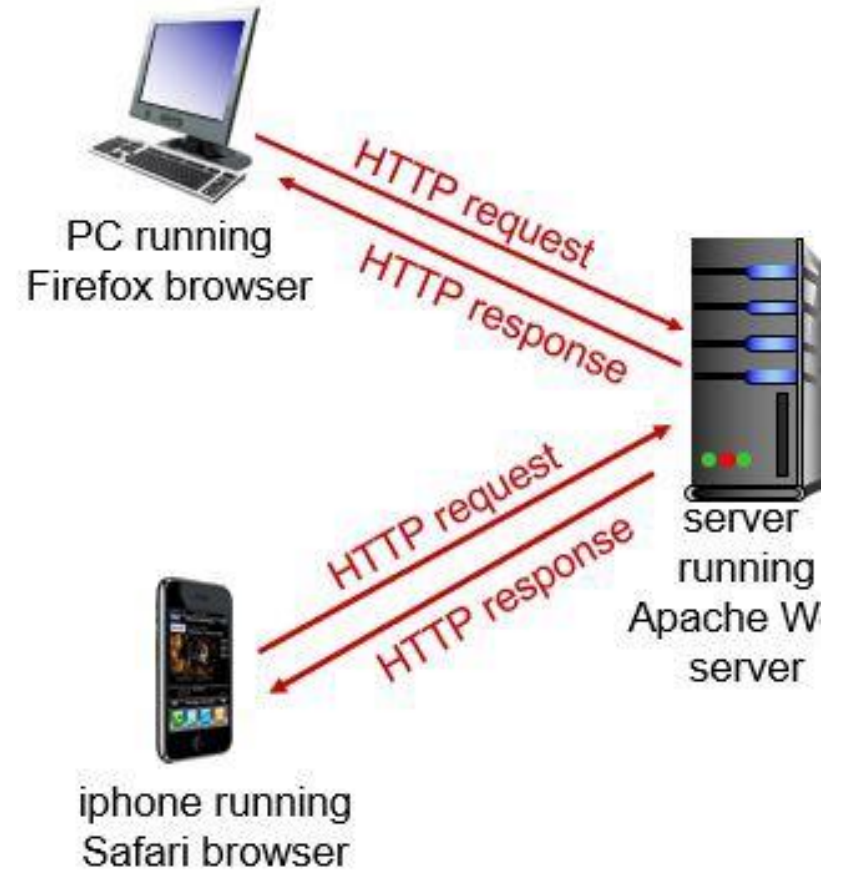 HTTP request
HTTP response
PC running
Firefox browser
server
running
Apache W
server
HTTP request
HTTP response
iphone running
Safari browser